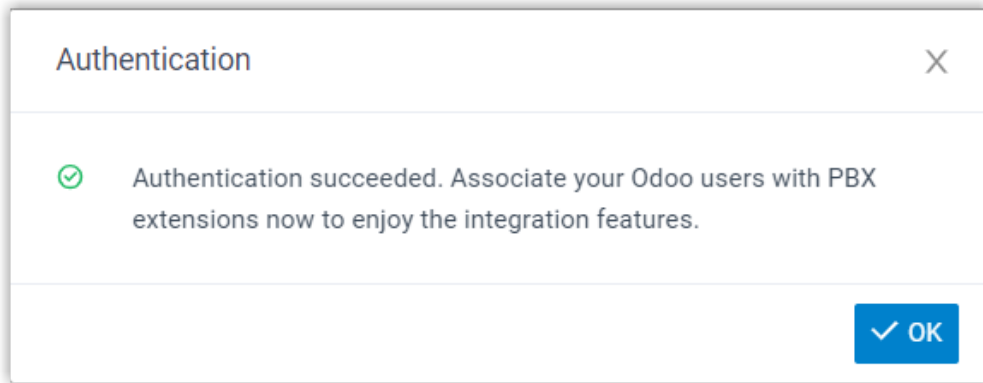 Authentication
Authentication succeeded. Associate your Odoo users with PBX
extensions now to enjoy the integration features.
OK